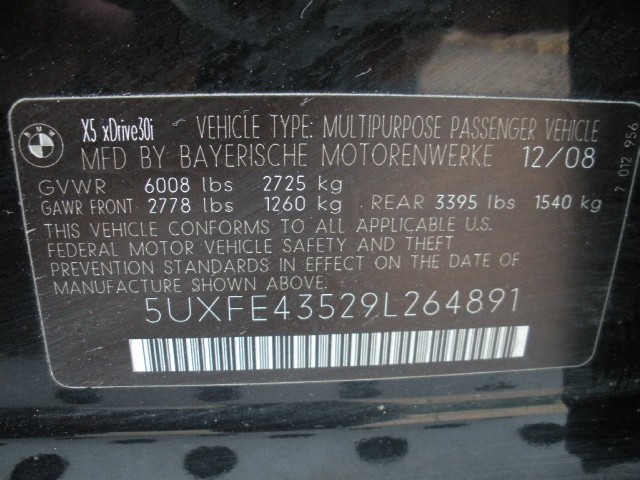 BMW
X5 xDrive30i VEHICLE TYPE: MULTIPURPOSE PASSENGER VEHICLE
MFD BY BAYERISCHE MOTORENWERKE 12/08
GVWR 6008 lbs 2725 kg
GAWR FRONT 2778 lbs 1260 kg REAR 3395 lbs 1540 kg
THIS VEHICLE CONFORMS TO ALL APPLICABLE U.S.
FEDERAL MOTOR VEHICLE SAFETY AND THEFT
PREVENTION STANDARDS IN EFFECT ON THE DATE OF
MANUFACTURE SHOWN ABOVE.
5UXFE43529L264891
7 012 956